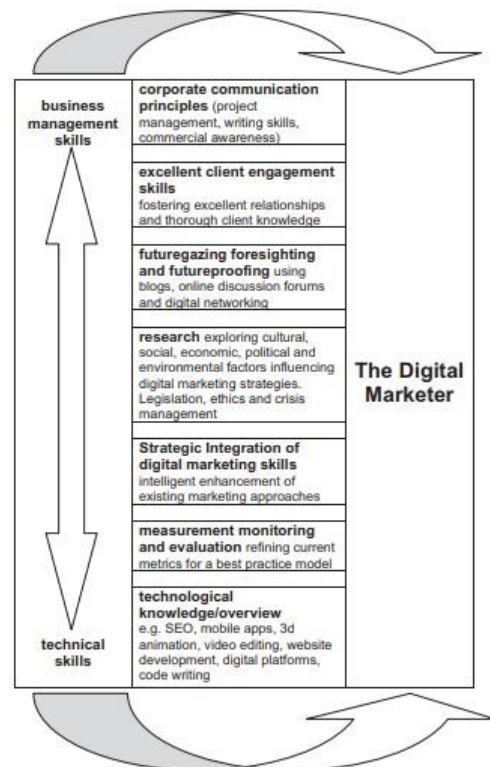 business
management
skills
technical
skills
corporate communication
principles (project
management, writing skills,
commercial awareness)
excellent client engagement
skills
fostering excellent relationships
and thorough client knowledge
futuregazing foresighting
and futureproofing using
blogs, online discussion forums
and digital networking
research exploring cultural,
social, economic, political and
environmental factors influencing
digital marketing strategies.
Legislation, ethics and crisis
management
Strategic Integration of
digital marketing skills
intelligent enhancement of
existing marketing approaches
measurement monitoring
and evaluation refining current
metrics for a best practice model
technological
knowledge/overview
e.g. SEO, mobile apps, 3d
animation, video editing, website
development, digital platforms,
code writing
The Digital
Marketer